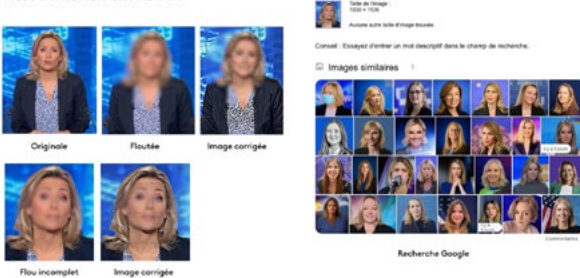 Originale
Floutée
Image corrigée
Flou incomplet
Image corrigée
Taille de l'image :
Aucune autre taille d'image trouvée.
Conseil : Essayez d'entrer un mot descriptif dans le champ de recherche.
Images similaires
Commentaires
Recherche Google